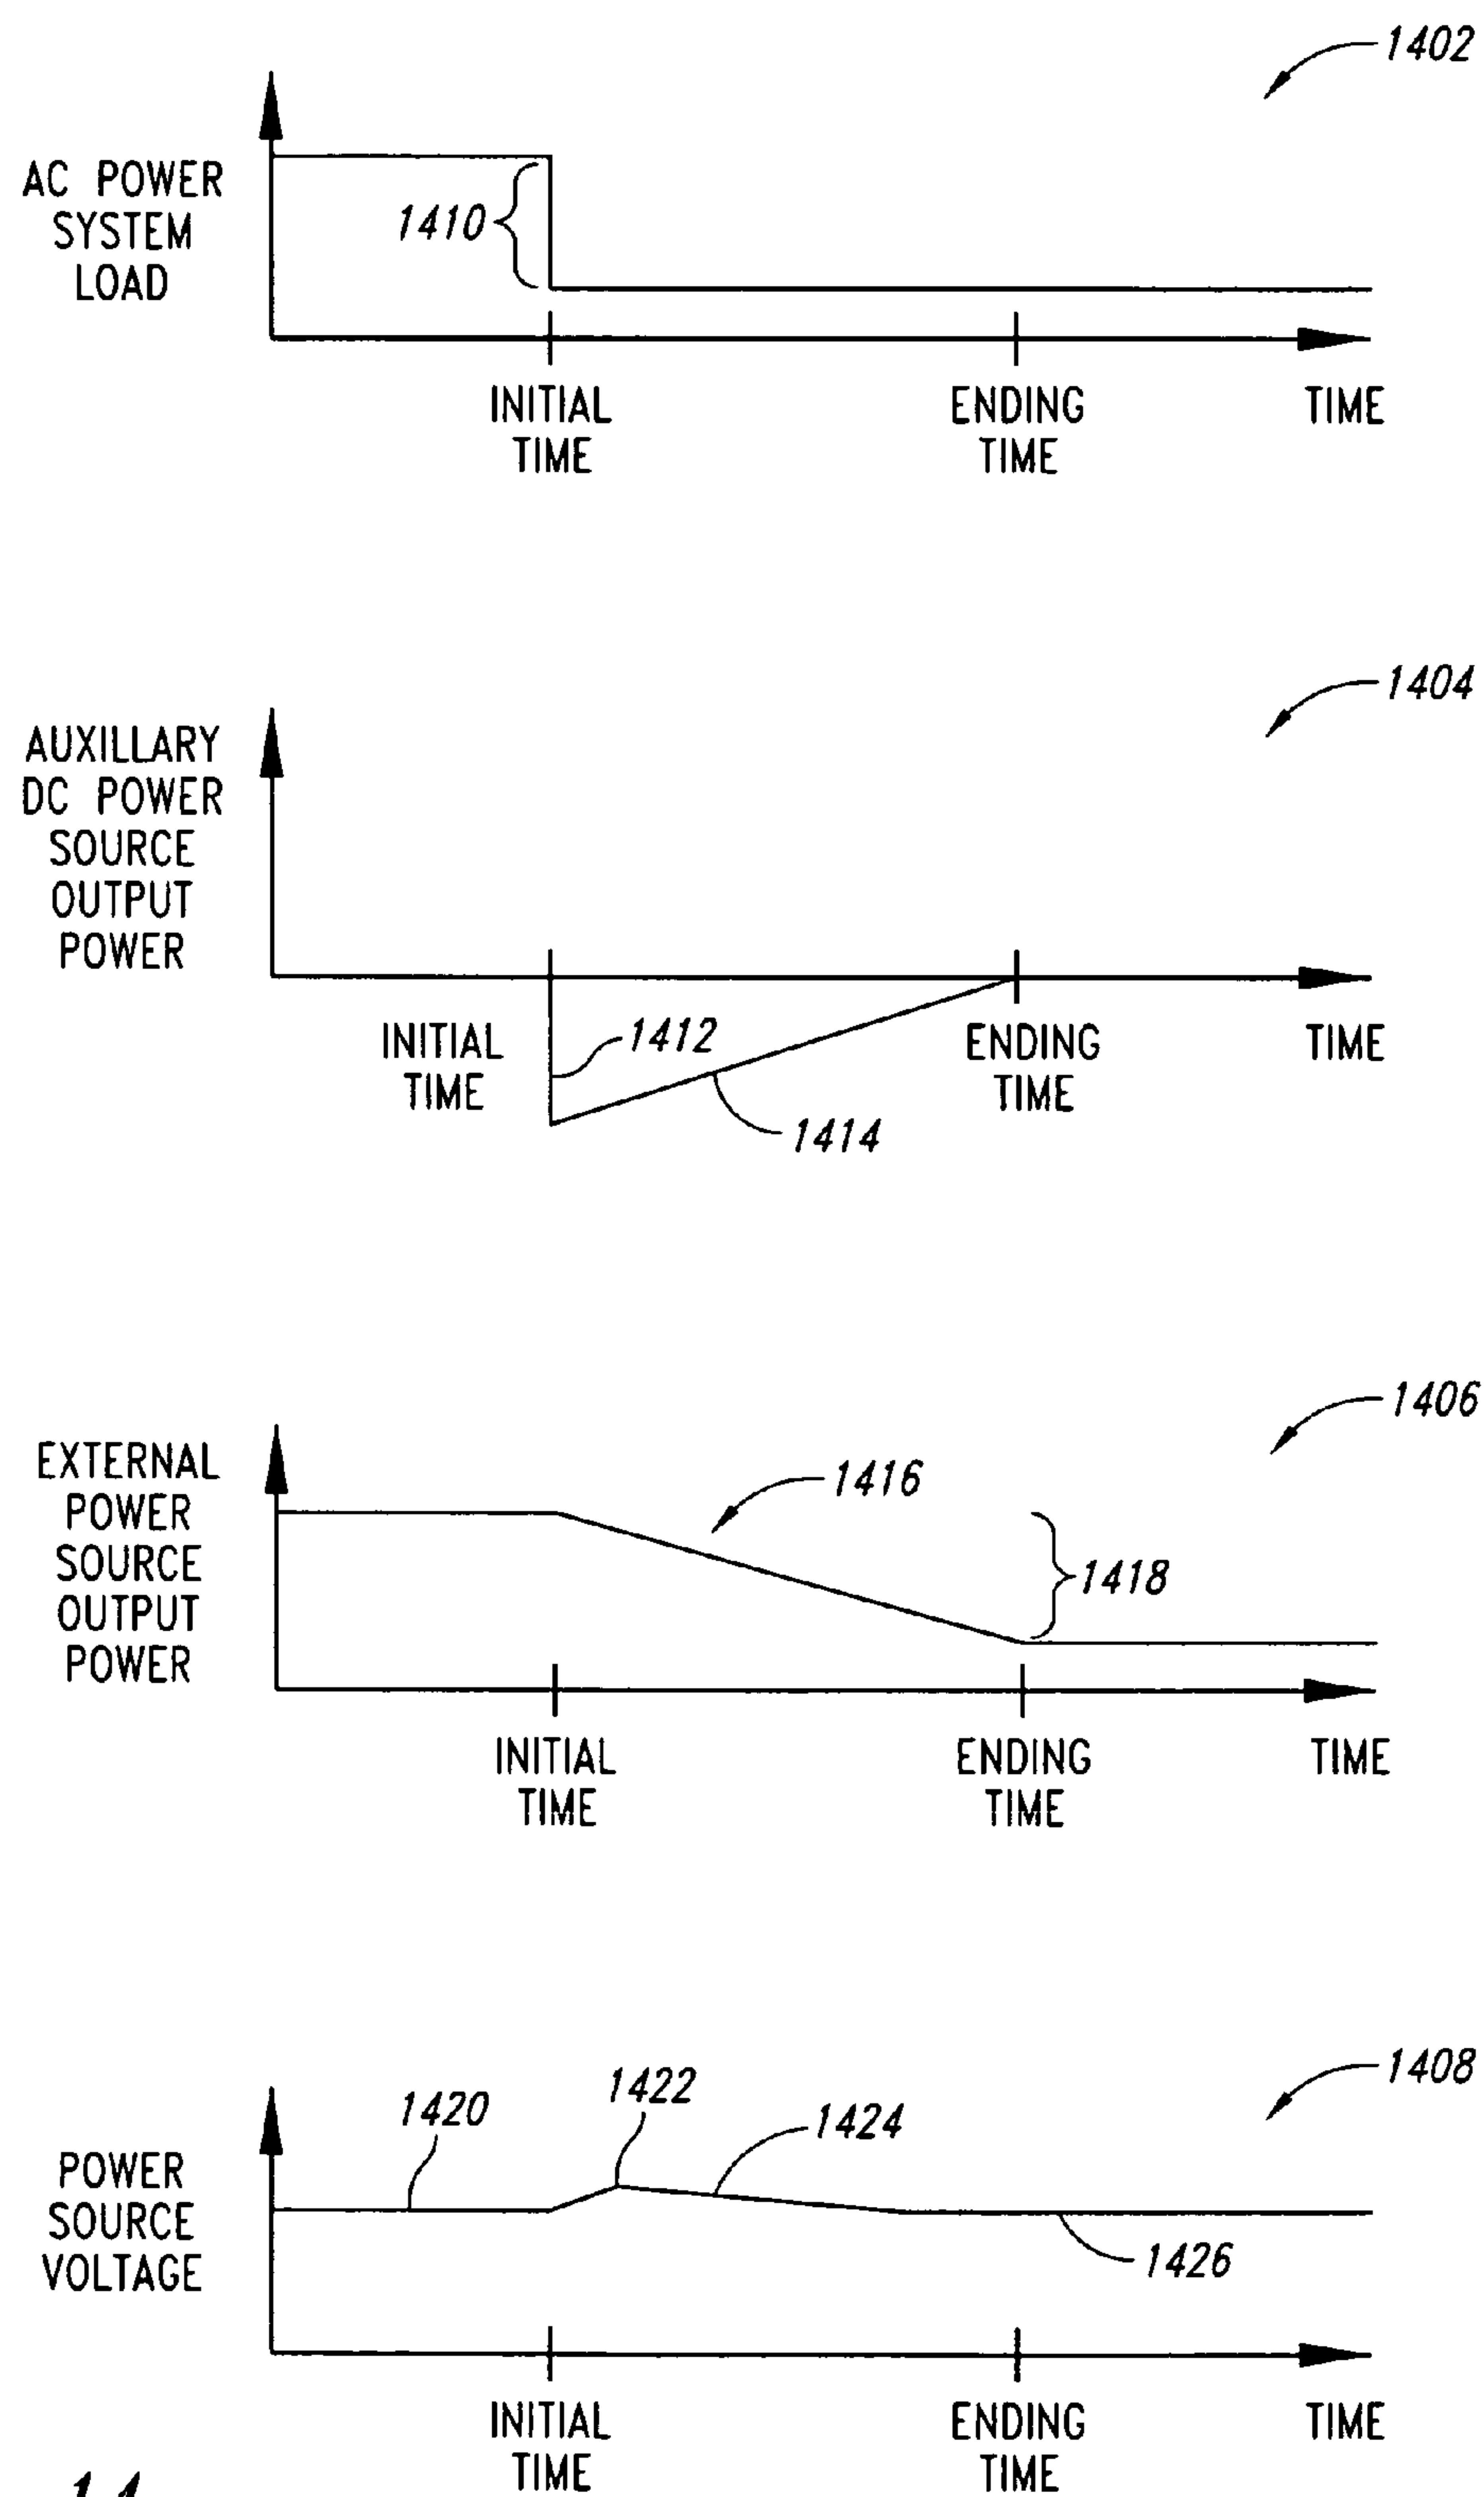 1402
AC POWER
SYSTEM
LOAD
1410
INITIAL
TIME
ENDING
TIME
TIME
1404
AUXILLARY
DC POWER
SOURCE
OUTPUT
POWER
INITIAL
TIME
1412
1414
ENDING
TIME
TIME
1406
EXTERNAL
POWER
SOURCE
OUTPUT
POWER
1416
1418
INITIAL
TIME
ENDING
TIME
TIME
1408
POWER
SOURCE
VOLTAGE
1420
1422
1424
1426
INITIAL
TIME
ENDING
TIME
TIME